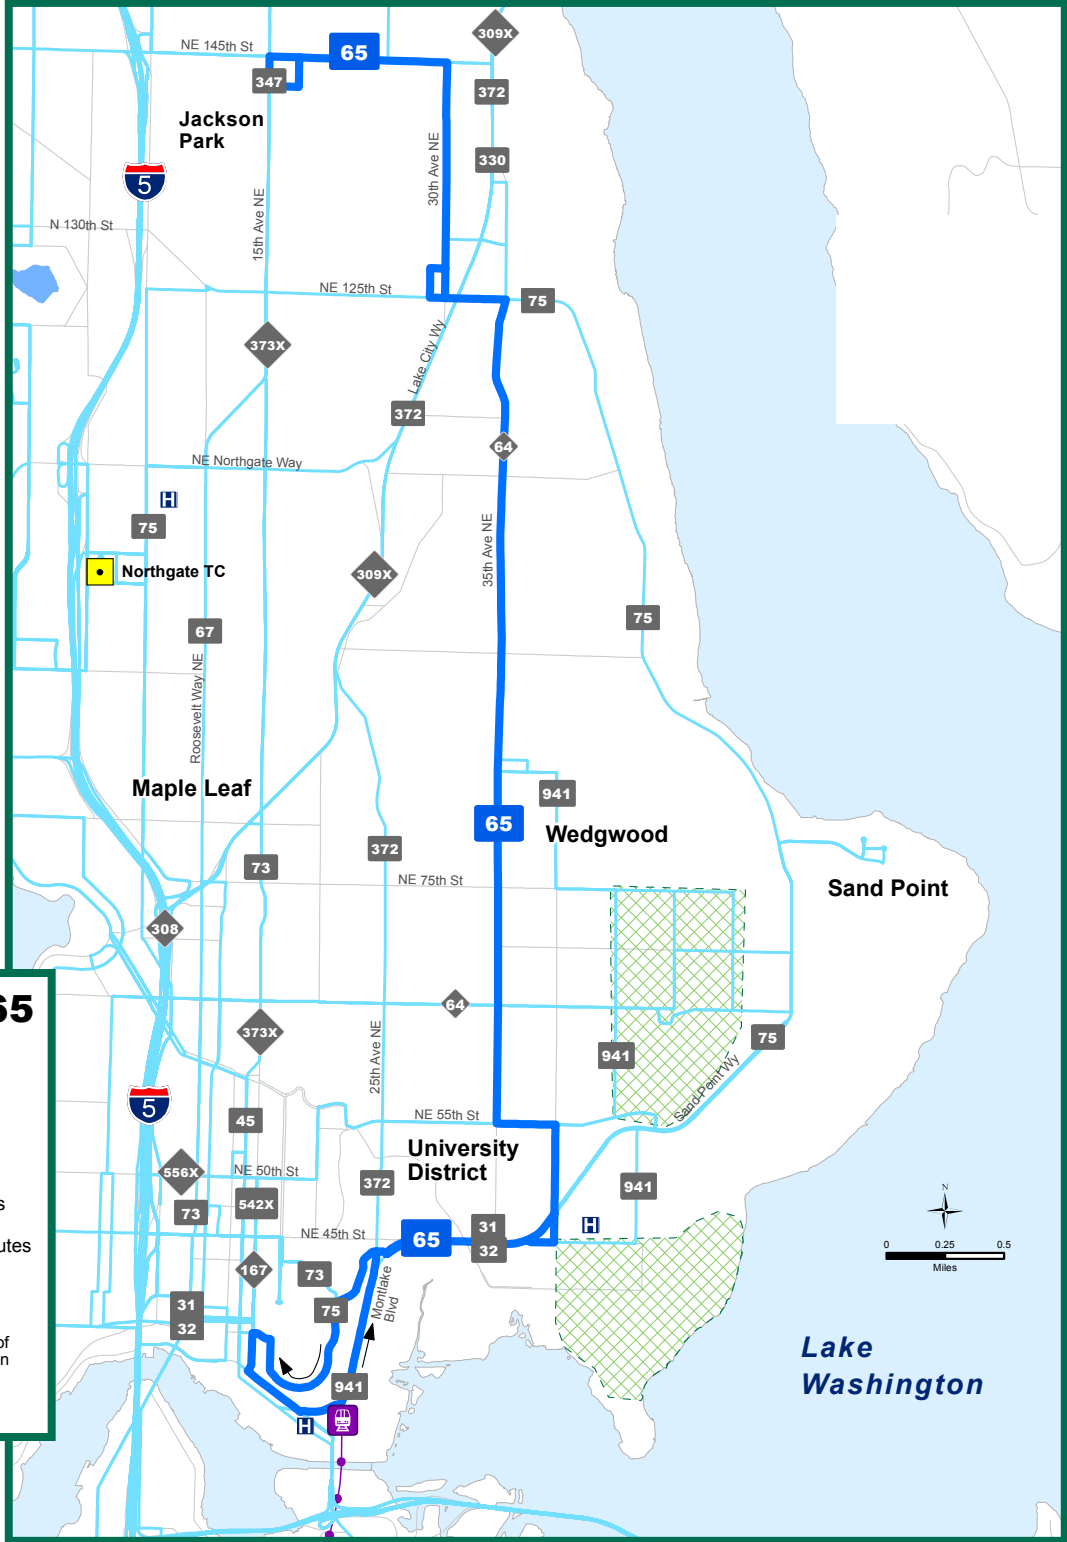 309X
NE 145th St
65
347
372
Jackson
Park
330
30th Ave NE
5
15th Ave NE
N 130th St
NE 125th St
75
373X
Lake City Wy
372
64
NE Northgate Way
H
75
35th Ave NE
Northgate TC
309X
75
67
Roosevelt Way NE
Maple Leaf
941
65
Wedgwood
372
73
NE 75th St
Sand Point
308
65
64
373X
25th Ave NE
75
941
Sand Point Wy
5
45
NE 55th St
University
District
556X
NE 50th St
372
941
N
73
542X
31
32
H
NE 45th St
65
0 0.25 0.5
Miles
167
73
75
Montlake
Blvd
31
32
of
n
Lake
Washington
941
H